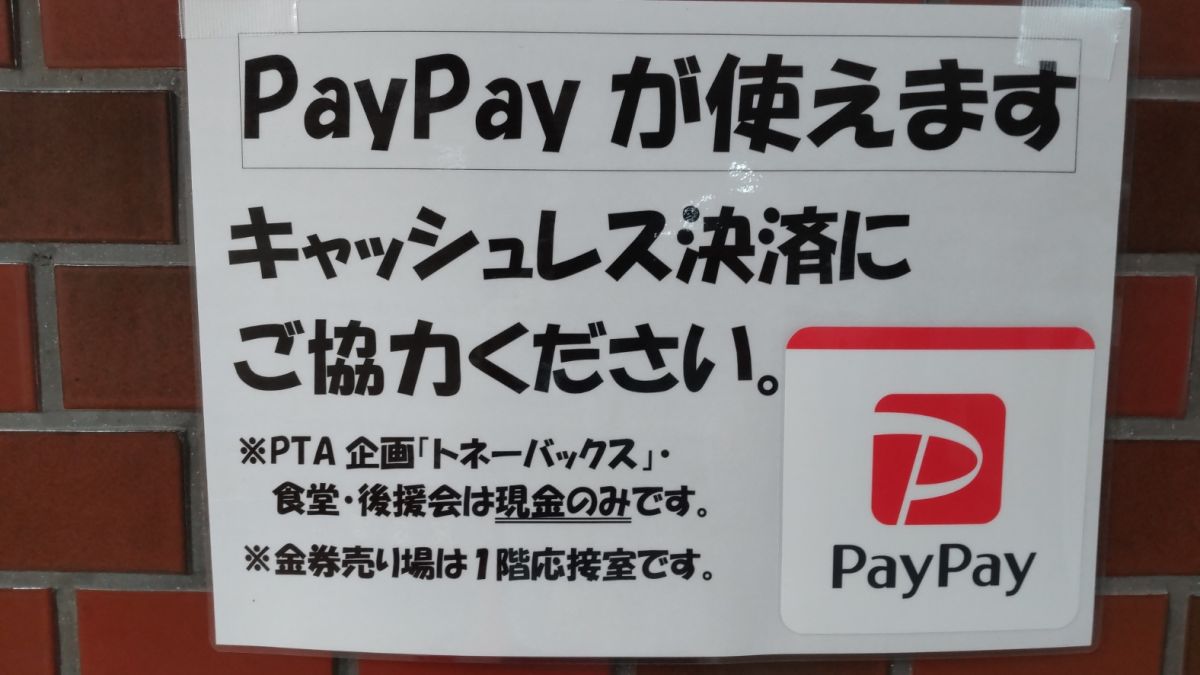 PayPay が使えます
キャッシュレス決済に
ご協力ください。
※PTA 企画「トネーバックス」・
食堂・後援会は現金のみです。
※金券売り場は1階応接室です。
PayPay